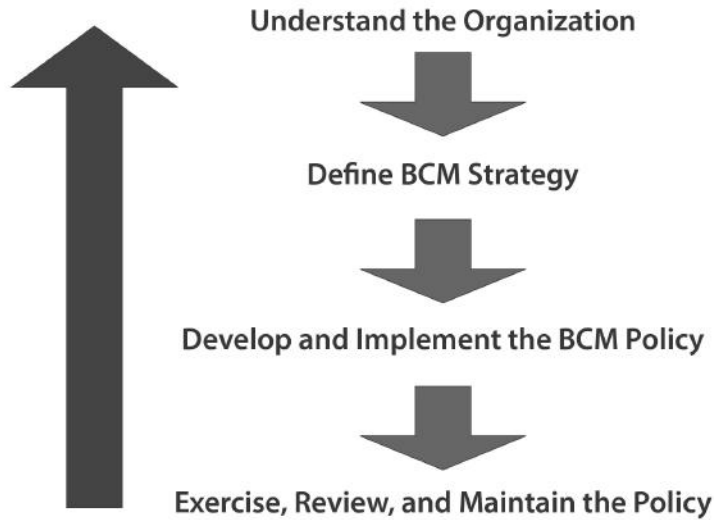 Understand the Organization
Define BCM Strategy
Develop and Implement the BCM Policy
Exercise, Review, and Maintain the Policy